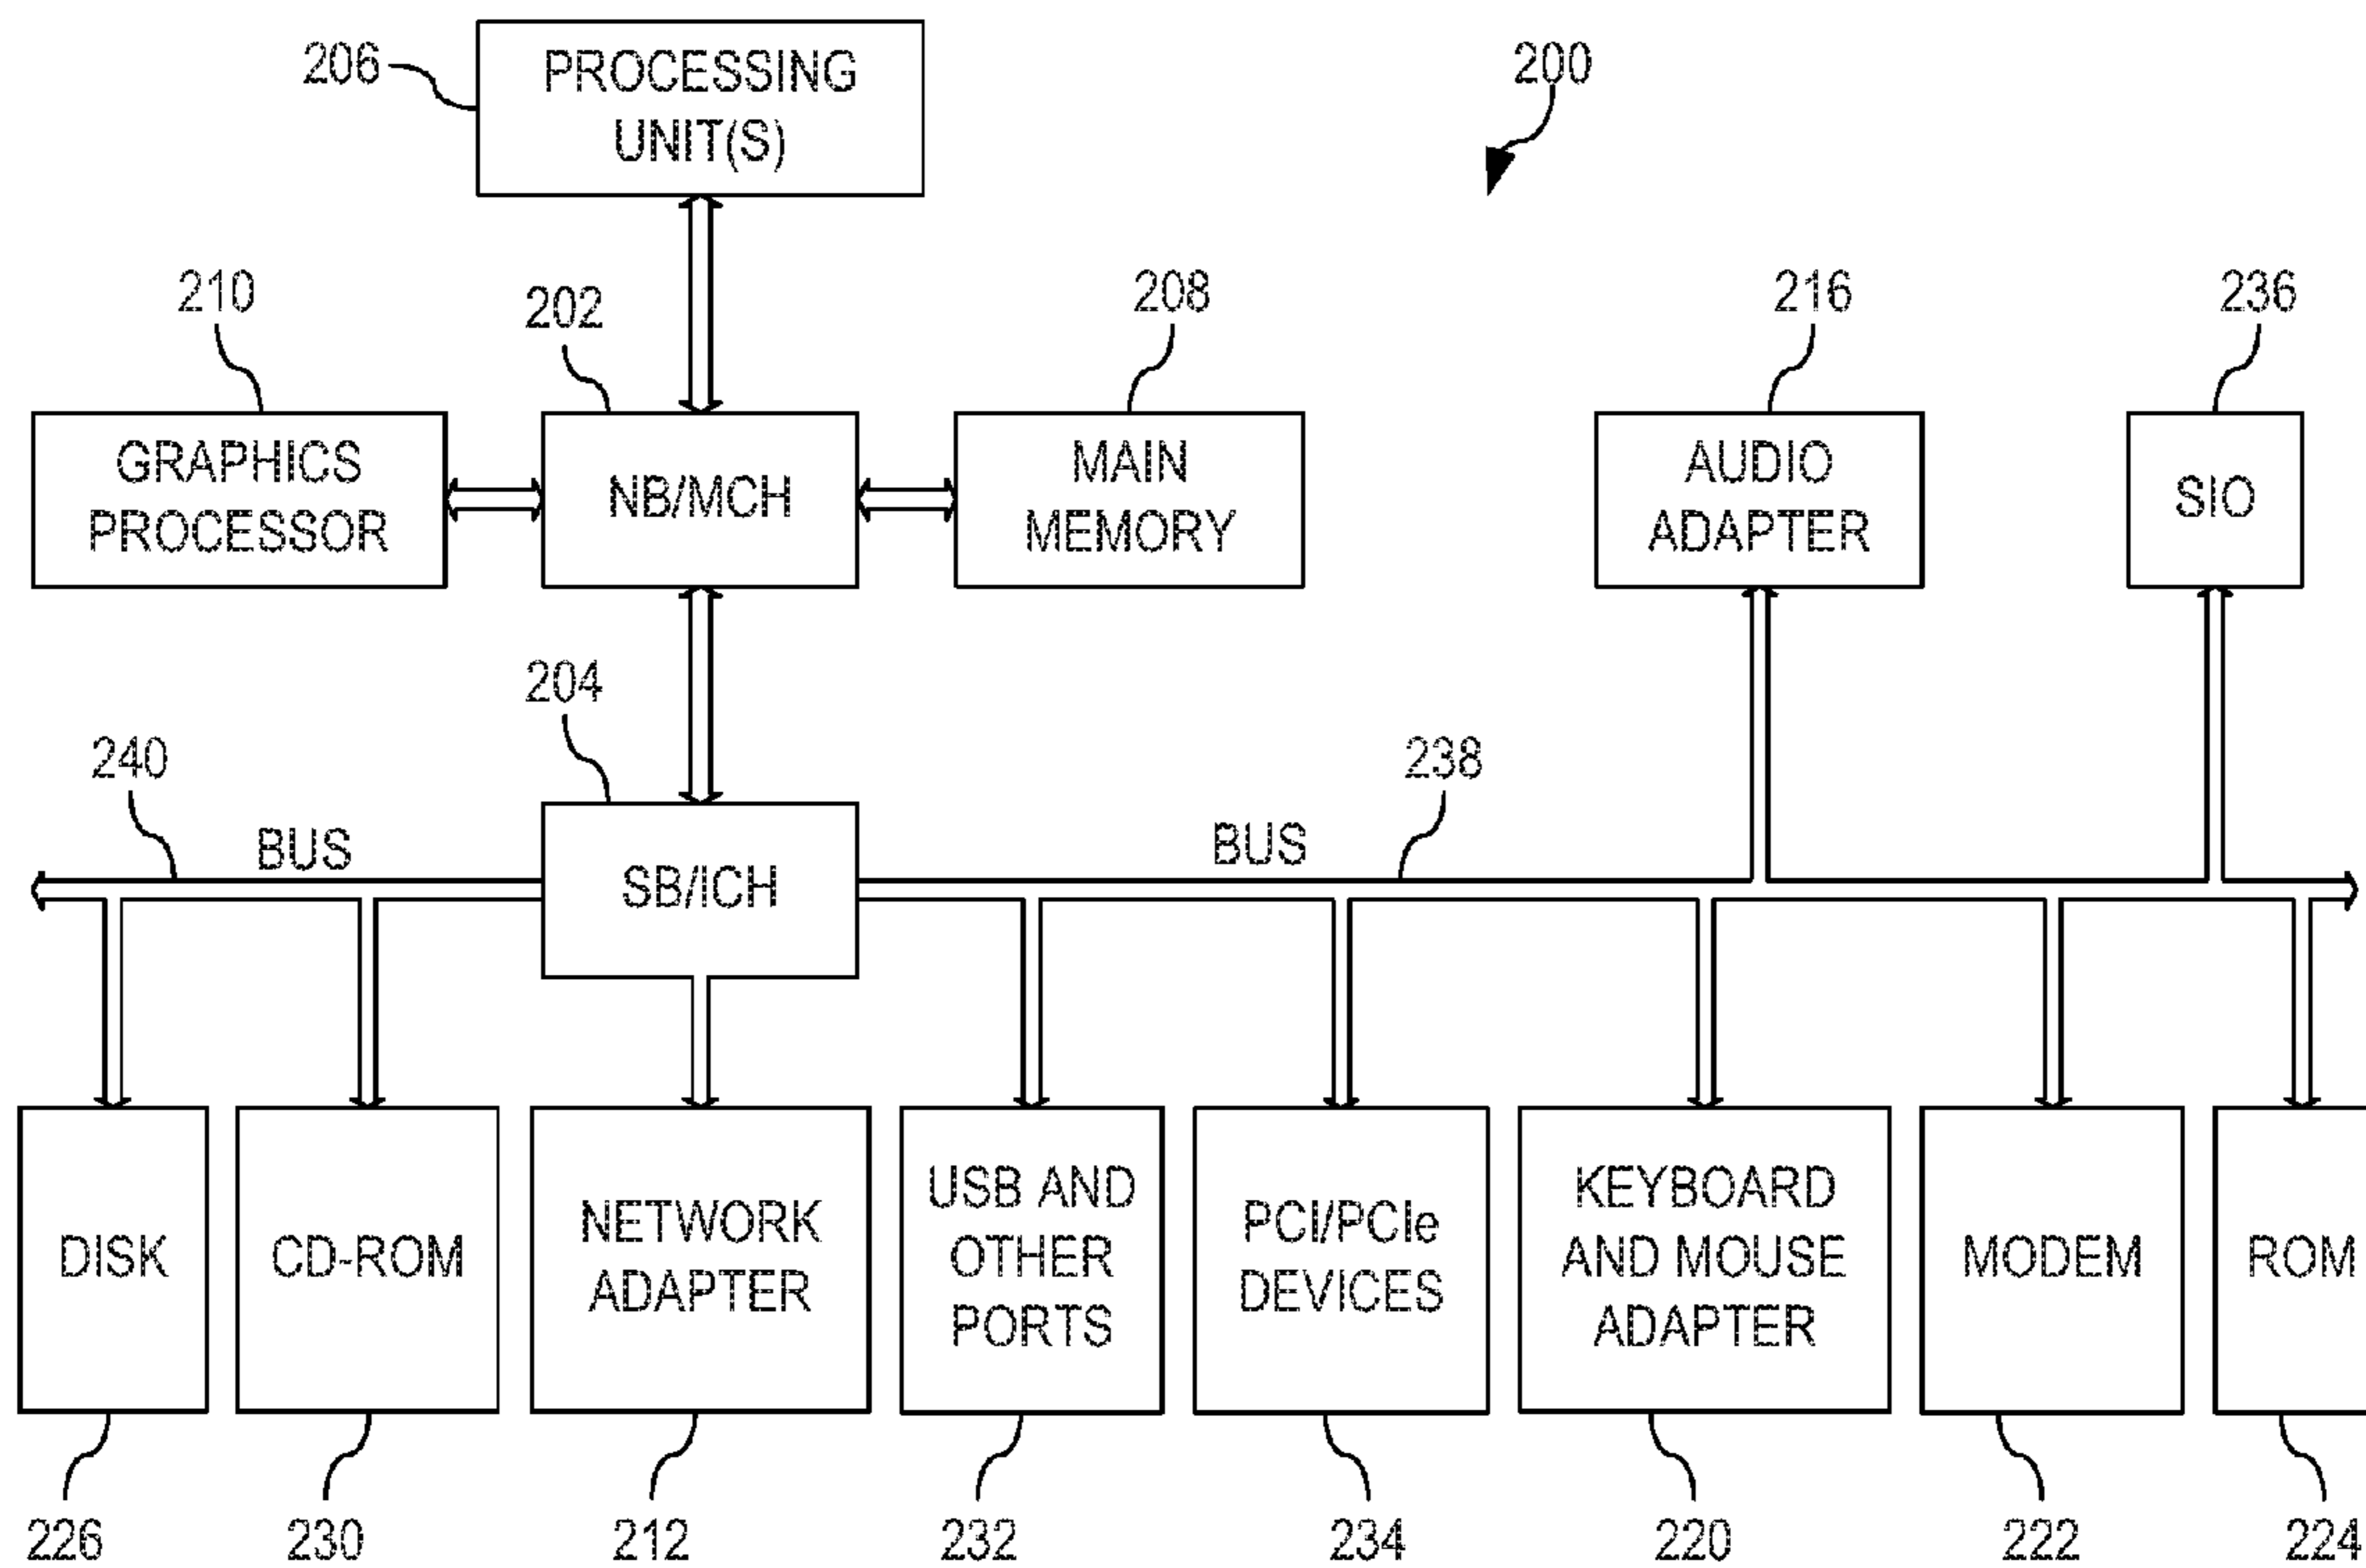 206
PROCESSING
UNIT(S)
200
210
202
208
216
236
GRAPHICS
PROCESSOR
NB/MCH
MAIN
MEMORY
AUDIO
ADAPTER
SIO
204
240
238
BUS
BUS
SB/ICH
DISK
CD-ROM
NETWORK
ADAPTER
USB AND
OTHER
PORTS
PCI/PCIe
DEVICES
KEYBOARD
AND MOUSE
ADAPTER
MODEM
ROM
226
230
212
232
234
220
222
224